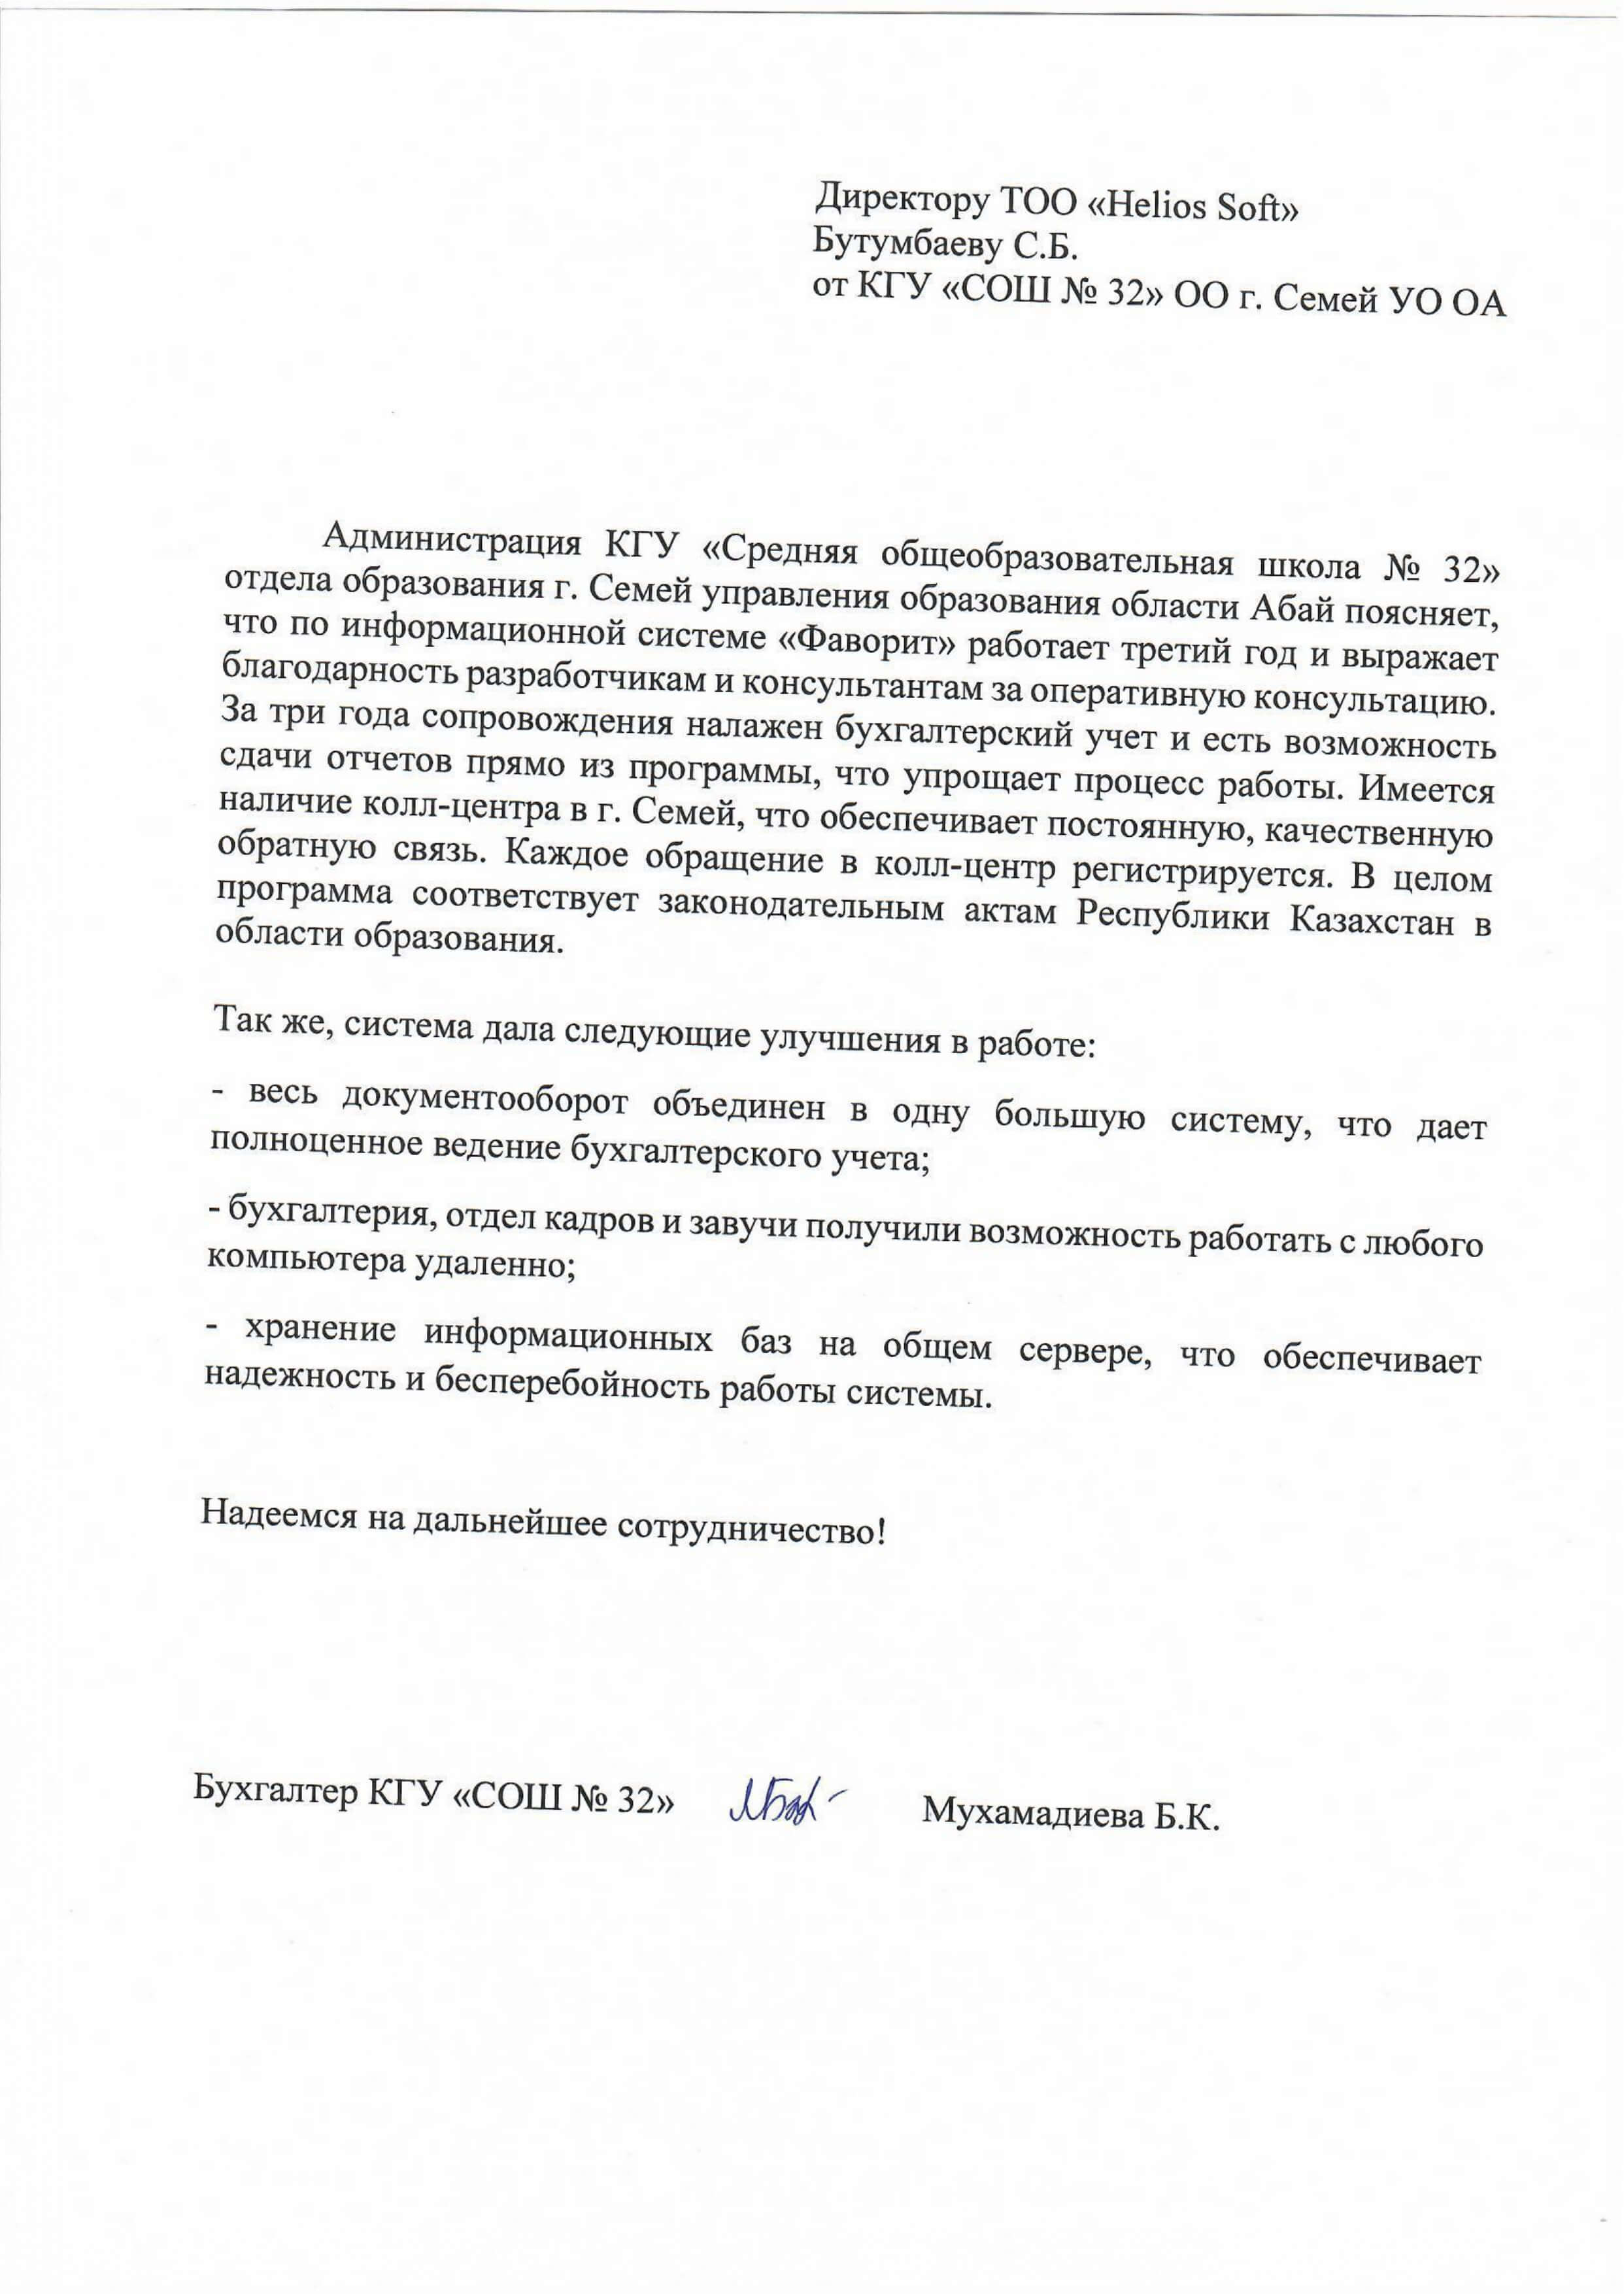 Директору ТОО «Helios Soft»
Бутумбаеву С.Б.
от КГУ «СОШ № 32» ОО г. Семей УО ОА
Администрация КГУ «Средняя общеобразовательная школа № 32»
отдела образования г. Семей управления образования области Абай поясняет,
что по информационной системе «Фаворит» работает третий год и выражает
благодарность разработчикам и консультантам за оперативную консультацию.
За три года сопровождения налажен бухгалтерский учет и есть возможность
сдачи отчетов прямо из программы, что упрощает процесс работы. Имеется
наличие колл-центра в г. Семей, что обеспечивает постоянную, качественную
обратную связь. Каждое обращение в колл-центр регистрируется. В целом
программа соответствует законодательным актам Республики Казахстан в
области образования.
Так же, система дала следующие улучшения в работе:
- весь документооборот объединен в одну большую систему, что дает
полноценное ведение бухгалтерского учета;
- бухгалтерия, отдел кадров и завучи получили возможность работать с любого
компьютера удаленно;
- хранение информационных баз на общем сервере, что обеспечивает
надежность и бесперебойность работы системы.
Надеемся на дальнейшее сотрудничество!
Бухгалтер КГУ «СОШ № 32» Мухамадиева Б.К.